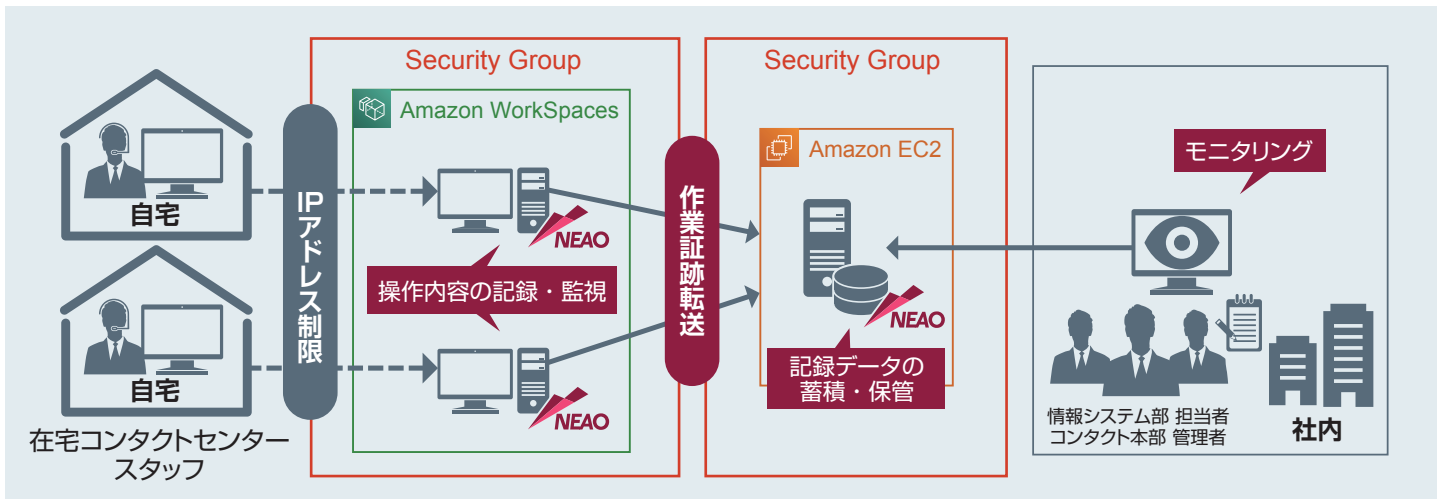 自宅
自宅
在宅コンタクトセンター
スタッフ
IPアドレス制限
Security Group
Amazon WorkSpaces
NEAO
操作内容の記録・監視
NEAO
作業証跡転送
Security Group
Amazon EC2
NEAO
記録データの
蓄積・保管
モニタリング
情報システム部 担当者
コンタクト本部 管理者
社内